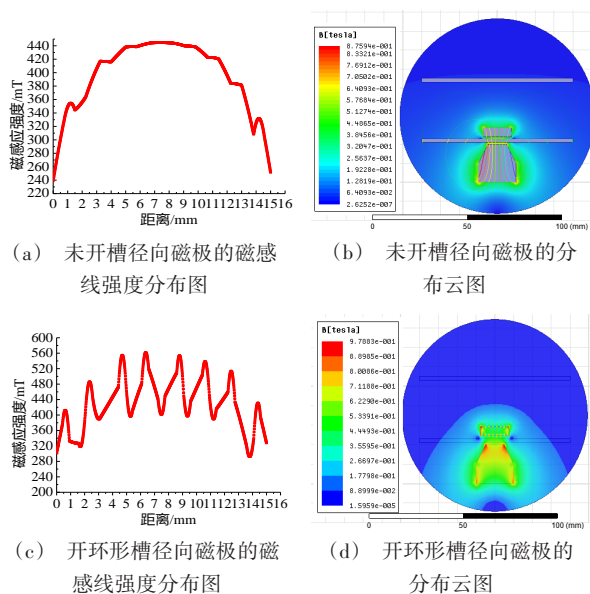 磁感应强度/mT
440
420
400
380
360
340
320
300
280
260
240
220
0 1 2 3 4 5 6 7 8 9 10 11 12 13 14 15 16
距离/mm
B[tesla]
8.7594e-001
8.3321e-001
7.6912e-001
7.0502e-001
6.4093e-001
5.7684e-001
5.1274e-001
4.4865e-001
3.8456e-001
3.2047e-001
2.5637e-001
1.9228e-001
1.2819e-001
6.4093e-002
2.6252e-007
0 50 100 (mm)
(a) 未开槽径向磁极的磁感
线强度分布图
(b) 未开槽径向磁极的分
布云图
磁感应强度/mT
600
560
520
480
440
400
360
320
280
240
200
0 1 2 3 4 5 6 7 8 9 10 11 12 13 14 15 16
距离/mm
B[tesla]
9.7883e-001
8.8985e-001
8.0086e-001
7.1188e-001
6.2290e-001
5.3391e-001
4.4493e-001
3.5595e-001
2.6697e-001
1.7798e-001
8.8999e-002
1.5959e-005
0 50 100 (mm)
(c) 开环形槽径向磁极的磁
感线强度分布图
(d) 开环形槽径向磁极的
分布云图